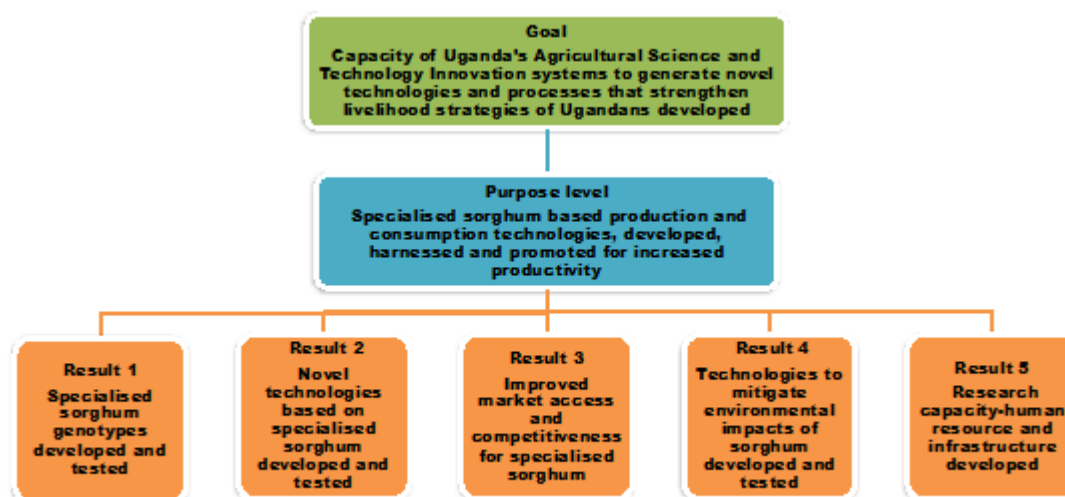 Goal
Capacity of Uganda's Agricultural Science and
Technology Innovation systems to generate novel
technologies and processes that strengthen
livelihood strategies of Ugandans developed
Purpose level
Specialised sorghum based production and
consumption technologies, developed,
harnessed and promoted for increased
productivity
Result 1
Specialised
sorghum
genotypes
developed and
tested
Result 2
Novel
technologies
based on
specialised
sorghum
developed and
tested
Result 3
Improved
market access
and
competitiveness
for specialised
sorghum
Result 4
Technologies to
mitigate
environmental
impacts of
sorghum
developed and
tested
Result 5
Research
capacity-human
resource and
infrastructure
developed